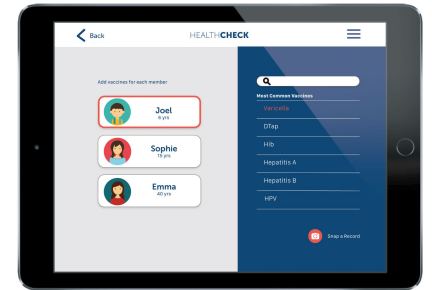 Back
HEALTHCHECK
Add vaccines for each member
Joel
6 yrs
Sophie
15 yrs
Emma
40 yrs
Most Common Vaccines
Varicella
DTap
Hib
Hepatitis A
Hepatitis B
HPV
Snap a Record